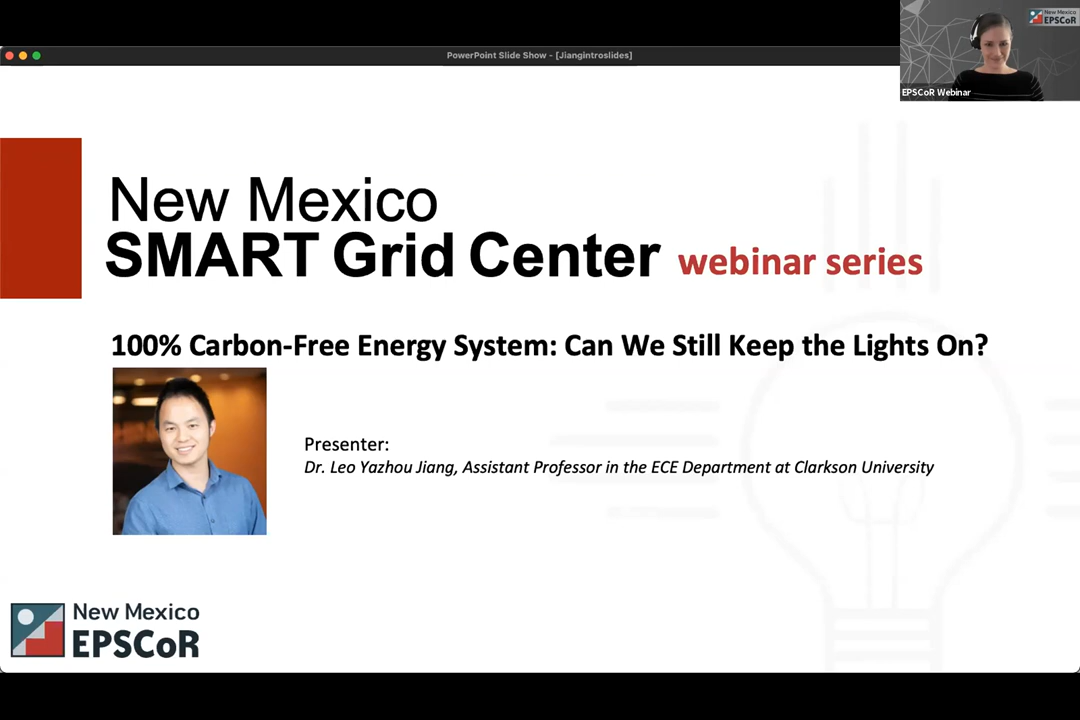 PowerPoint Slide Show - [Jiangintroslides]
New Mexico
EPSCoR
EPSCoR Webinar
New Mexico
SMART Grid Center webinar series
100% Carbon-Free Energy System: Can We Still Keep the Lights On?
Presenter:
Dr. Leo Yazhou Jiang, Assistant Professor in the ECE Department at Clarkson University
New Mexico
EPSCoR